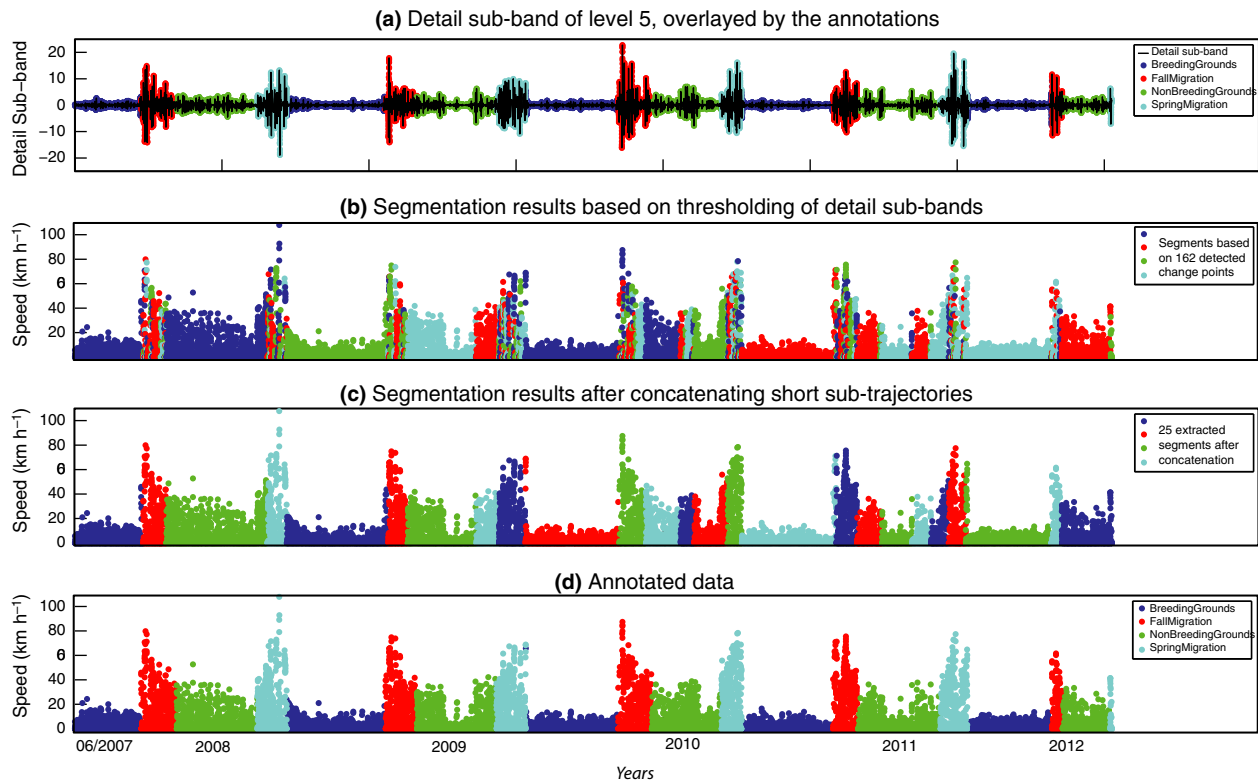 (a) Detail sub-band of level 5, overlayed by the annotations
Detail Sub−band
20
10
0
−10
−20
Detail sub-band
BreedingGrounds
FallMigration
NonBreedingGrounds
SpringMigration
(b) Segmentation results based on thresholding of detail sub-bands
Speed (km h⁻¹)
100
80
6
40
20
Segments based
on 162 detected
change points
(c) Segmentation results after concatenating short sub-trajectories
Speed (km h⁻¹)
100
80
6
40
20
0
25 extracted
segments after
concatenation
(d) Annotated data
Speed (km h⁻¹)
100
80
6
40
20
0
BreedingGrounds
FallMigration
NonBreedingGrounds
SpringMigration
06/2007 2008 2009 2010 2011 2012
Years